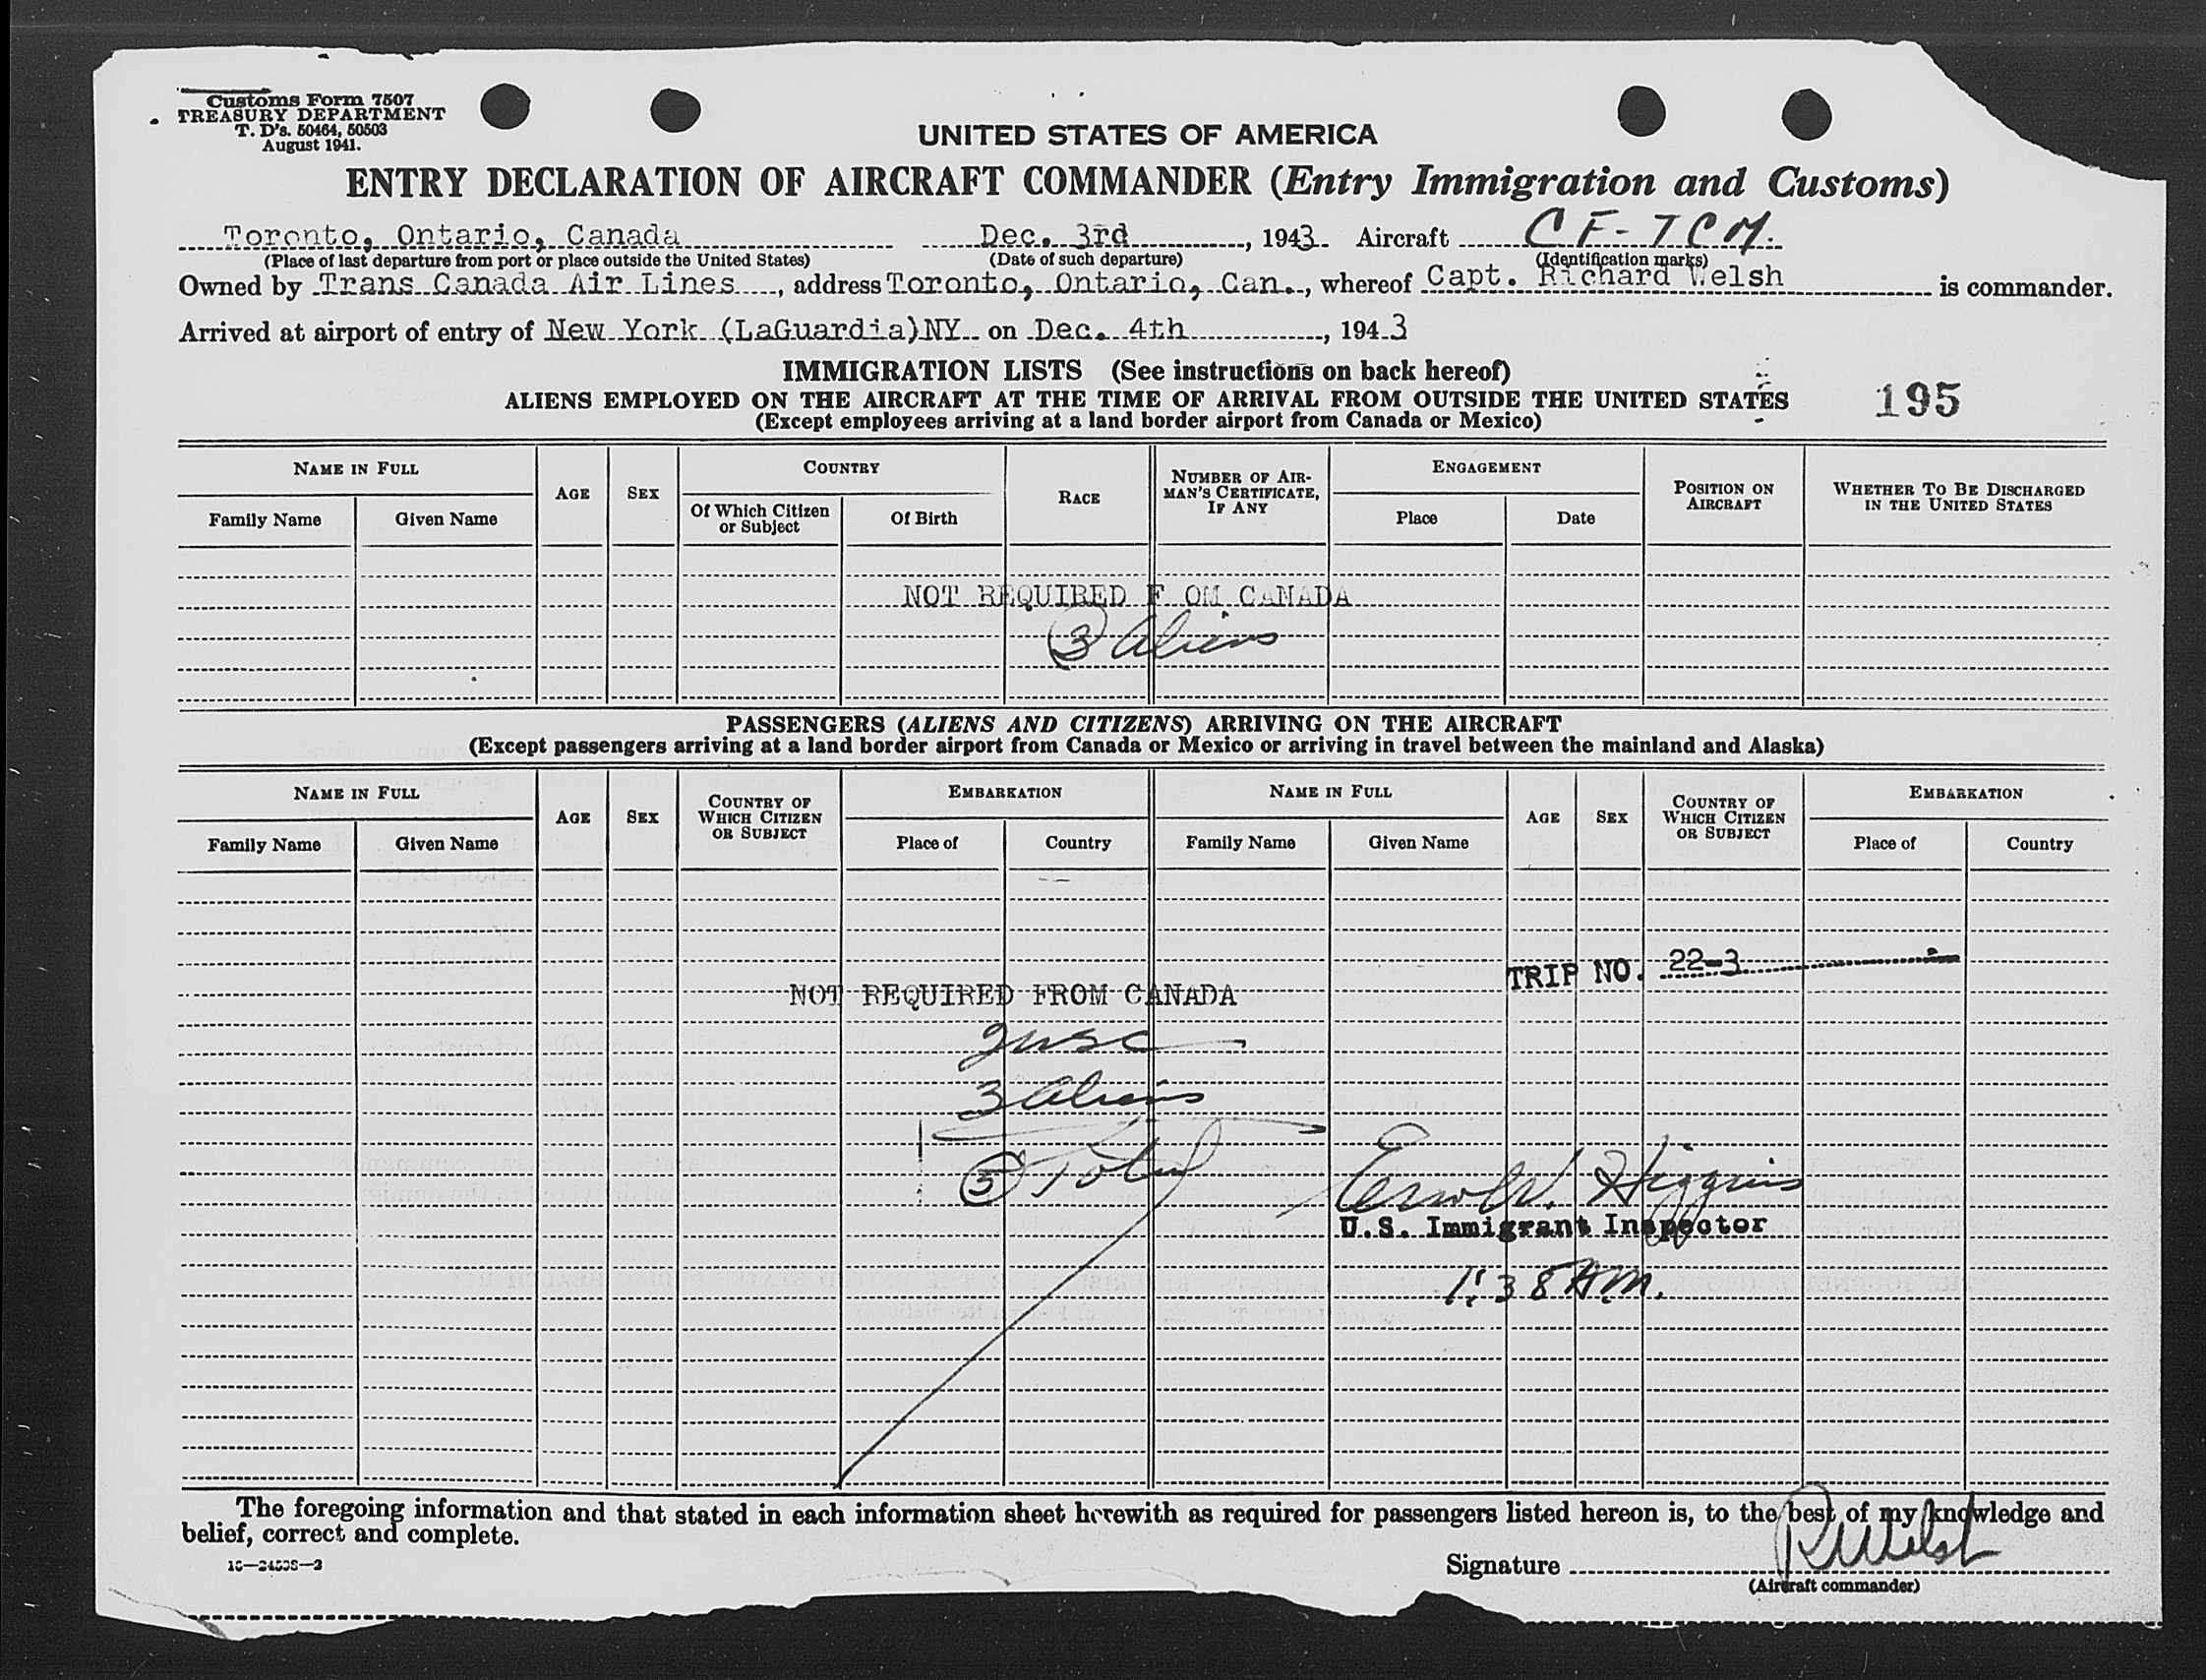 Customs Form 7507
TREASURY DEPARTMENT
T. D's. 50464, 50503
August 1941.
UNITED STATES OF AMERICA
ENTRY DECLARATION OF AIRCRAFT COMMANDER (Entry Immigration and Customs)
Toronto, Ontario, Canada Dec. 3rd, 1943 Aircraft CF-TCM.
(Place of last departure from port or place outside the United States) (Date of such departure) (Identification marks)
Owned by Trans Canada Air Lines, address Toronto, Ontario, Can., whereof Capt. Richard Welsh is commander.
Arrived at airport of entry of New York (LaGuardia)NY on Dec. 4th, 1943
IMMIGRATION LISTS (See instructions on back hereof)
ALIENS EMPLOYED ON THE AIRCRAFT AT THE TIME OF ARRIVAL FROM OUTSIDE THE UNITED STATES 195
(Except employees arriving at a land border airport from Canada or Mexico)
NAME IN FULL AGE SEX COUNTRY RACE NUMBER OF AIRMAN'S CERTIFICATE, IF ANY ENGAGEMENT POSITION ON AIRCRAFT WHETHER TO BE DISCHARGED IN THE UNITED STATES
Family Name Given Name Of Which Citizen or Subject Of Birth Place Date
NOT REQUIRED F OM CANADA
3 Aliens
PASSENGERS (ALIENS AND CITIZENS) ARRIVING ON THE AIRCRAFT
(Except passengers arriving at a land border airport from Canada or Mexico or arriving in travel between the mainland and Alaska)
NAME IN FULL AGE SEX COUNTRY OF WHICH CITIZEN OR SUBJECT EMBARKATION NAME IN FULL AGE SEX COUNTRY OF WHICH CITIZEN OR SUBJECT EMBARKATION
Family Name Given Name Place of Country Family Name Given Name Place of Country
TRIP NO. 22-3
NOT REQUIRED FROM CANADA
2 USC
3 Aliens
5 Total
Higgins
U.S. Immigrant Inspector
1:38 AM.
The foregoing information and that stated in each information sheet herewith as required for passengers listed hereon is, to the best of my knowledge and
belief, correct and complete.
Signature R Welsh
(Aircraft commander)